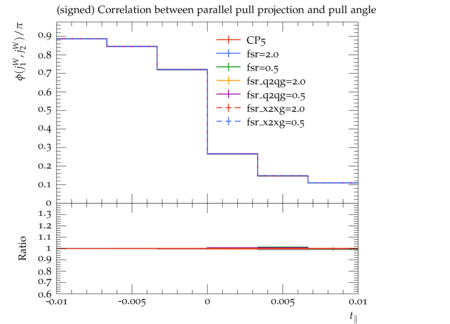 (signed) Correlation between parallel pull projection and pull angle
ϕ(j₁ᵂ, j₂ᵂ)/π
0.9
0.8
0.7
0.6
0.5
0.4
0.3
0.2
0.1
0
CP5
fsr=2.0
fsr=0.5
fsr_q2qg=2.0
fsr_q2qg=0.5
fsr_x2xg=2.0
fsr_x2xg=0.5
Ratio
1.3
1.2
1.1
1
0.9
0.8
0.7
0.6
-0.01 -0.005 0 0.005 0.01
t∥